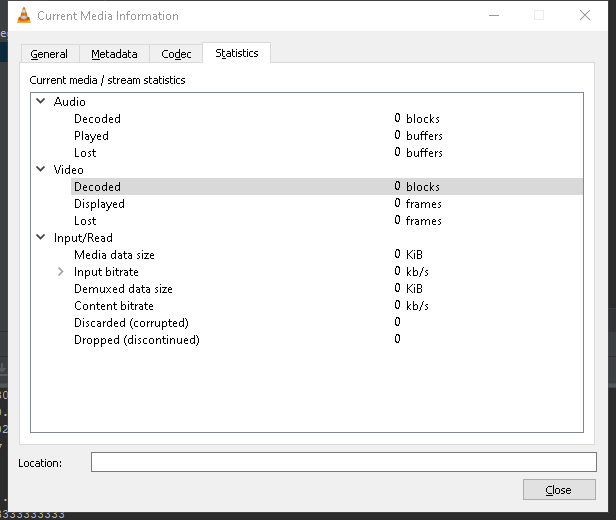 Current Media Information
General Metadata Codec Statistics
Current media / stream statistics
Audio
Decoded 0 blocks
Played 0 buffers
Lost 0 buffers
Video
Decoded 0 blocks
Displayed 0 frames
Lost 0 frames
Input/Read
Media data size 0 KiB
Input bitrate 0 kb/s
Demuxed data size 0 KiB
Content bitrate 0 kb/s
Discarded (corrupted) 0
Dropped (discontinued) 0
Location:
Close